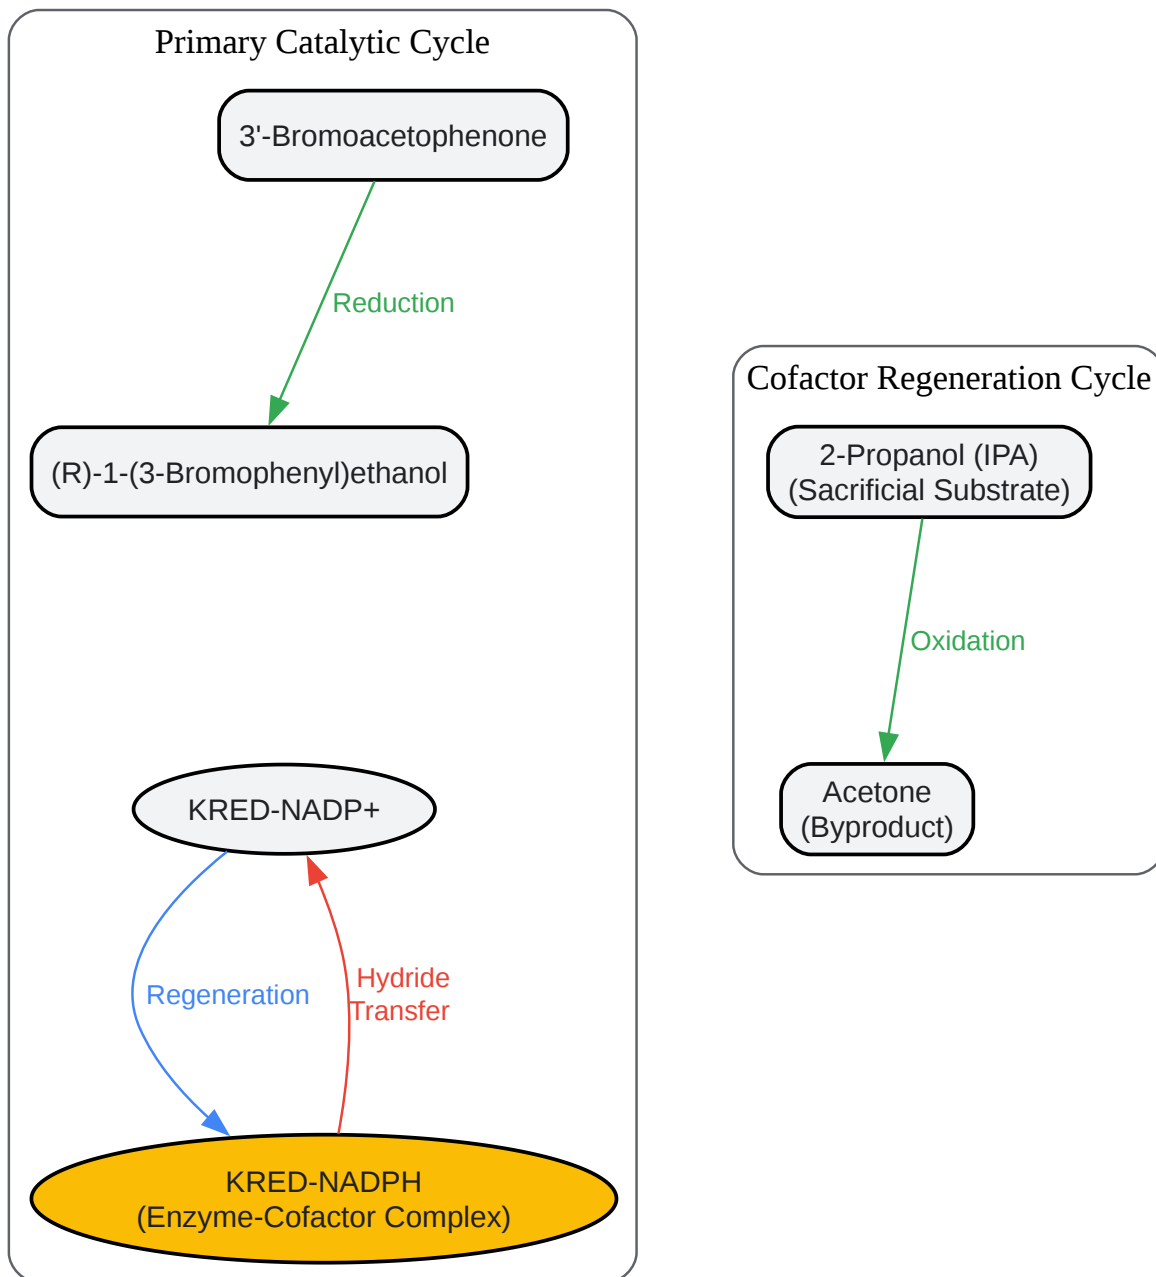 Primary Catalytic Cycle
3'-Bromoacetophenone
Reduction
(R)-1-(3-Bromophenyl)ethanol
KRED-NADP+
Regeneration
Hydride
Transfer
KRED-NADPH
(Enzyme-Cofactor Complex)
Cofactor Regeneration Cycle
2-Propanol (IPA)
(Sacrificial Substrate)
Oxidation
Acetone
(Byproduct)